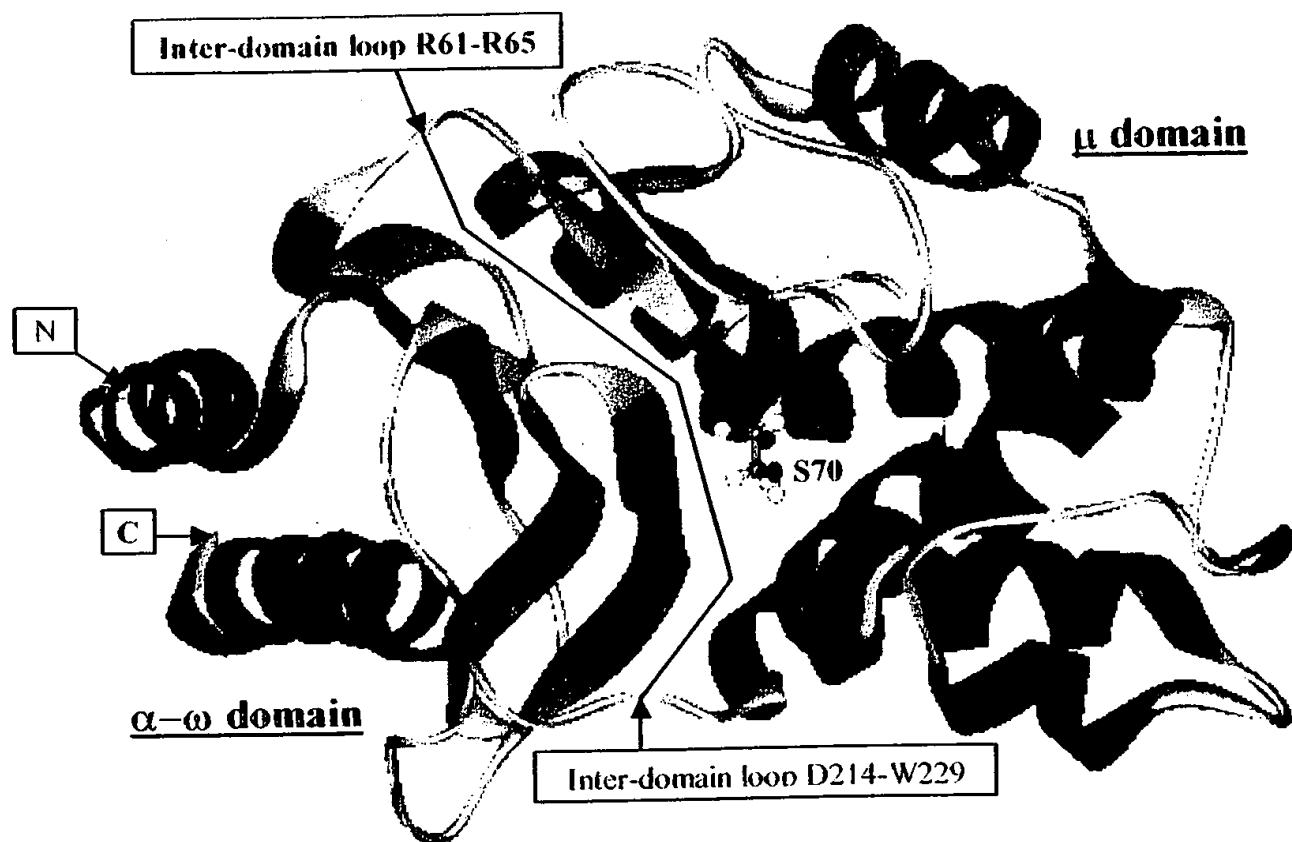 Inter-domain loop R61-R65
μ domain
N
S70
C
α–ω domain
Inter-domain loop D214-W229